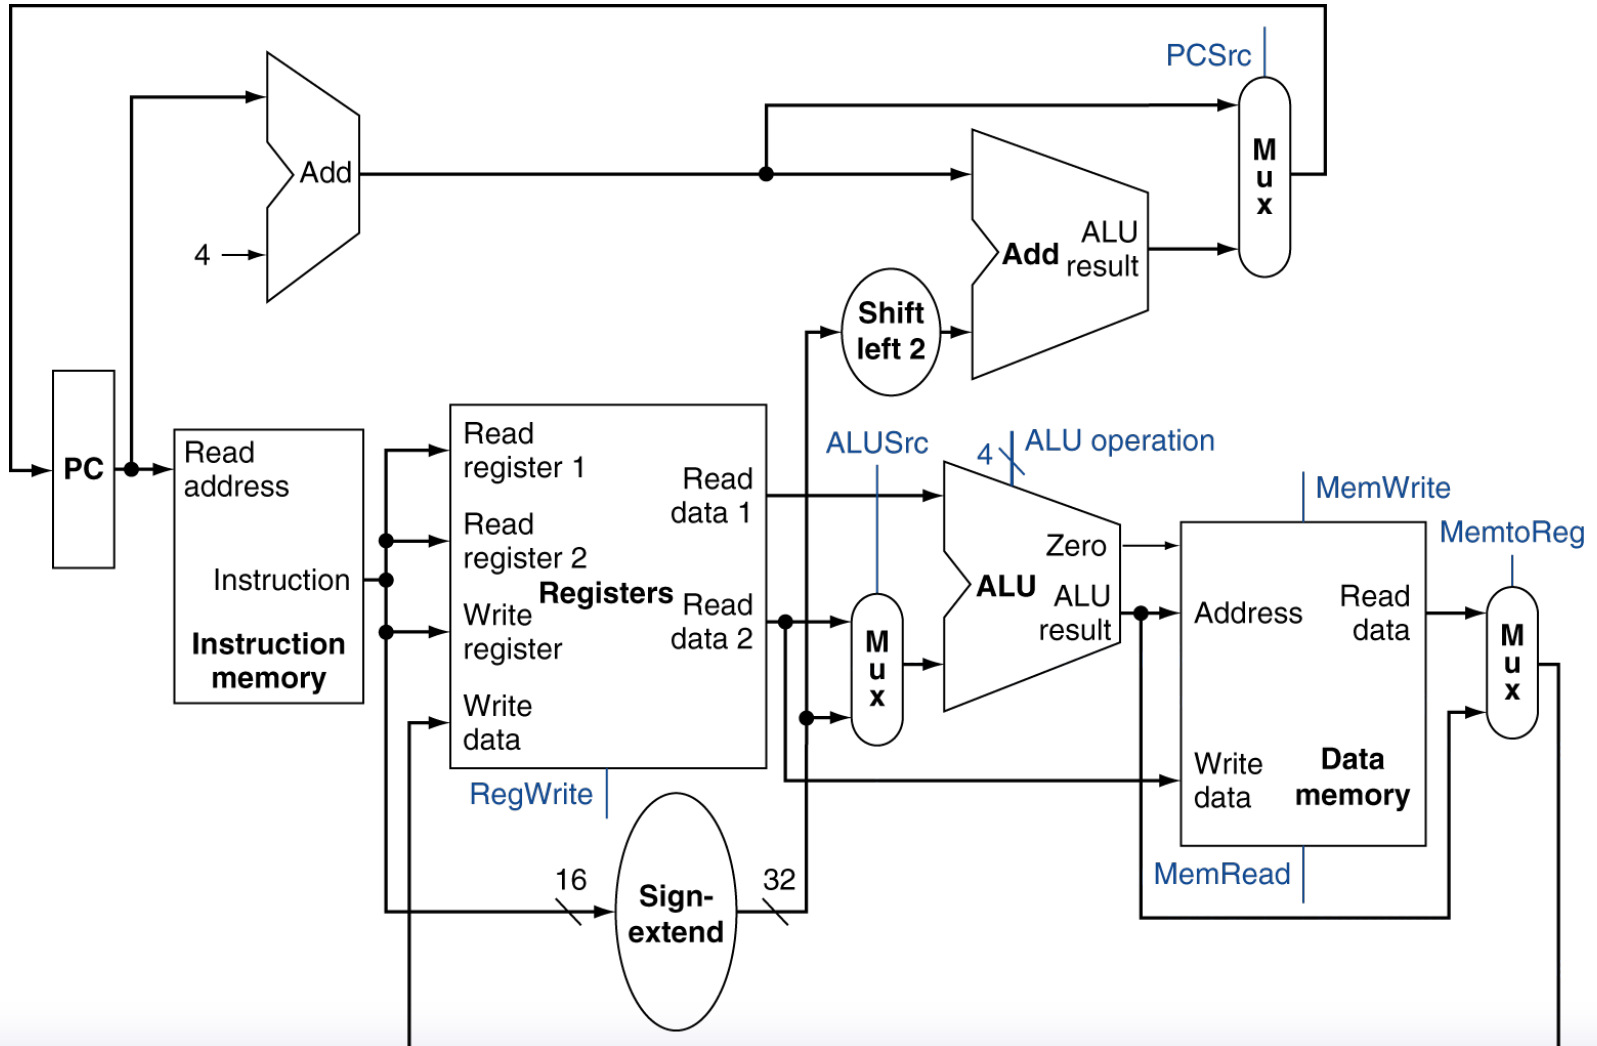 PCSrc
M
u
x
Add
4
ALU
result
Add
Shift
left 2
PC
Read
address
Instruction
Instruction
memory
Read
register 1
Read
register 2
Write
register
Write
data
Registers
Read
data 1
Read
data 2
RegWrite
16
Sign-
extend
32
ALUSrc
M
u
x
4
ALU operation
Zero
ALU
ALU
result
MemWrite
MemtoReg
Address
Read
data
Write
data
Data
memory
MemRead
M
u
x